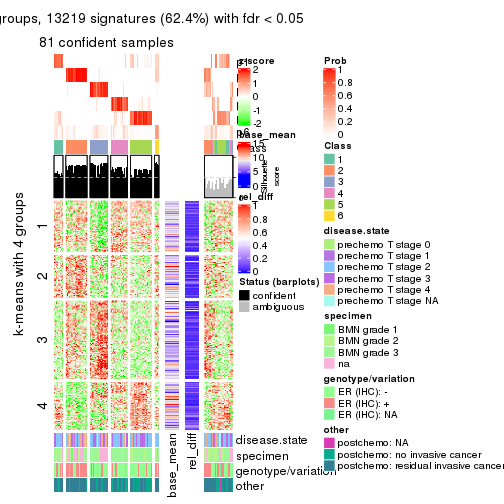 groups, 13219 signatures (62.4%) with fdr < 0.05
81 confident samples
k-means with 4 groups
1
2
3
4
z-score
2
1
0
-1
-2
base_mean
15
10
5
0
Silhouette
score
rel_diff
1
0.8
0.6
0.4
0.2
0
Status (barplots)
confident
ambiguous
Prob
1
0.8
0.6
0.4
0.2
0
Class
1
2
3
4
5
6
disease.state
prechemo T stage 0
prechemo T stage 1
prechemo T stage 2
prechemo T stage 3
prechemo T stage 4
prechemo T stage NA
specimen
BMN grade 1
BMN grade 2
BMN grade 3
na
genotype/variation
ER (IHC): -
ER (IHC): +
ER (IHC): NA
other
postchemo: NA
postchemo: no invasive cancer
postchemo: residual invasive cancer
disease.state
specimen
genotype/variation
other
base_mean
rel_diff